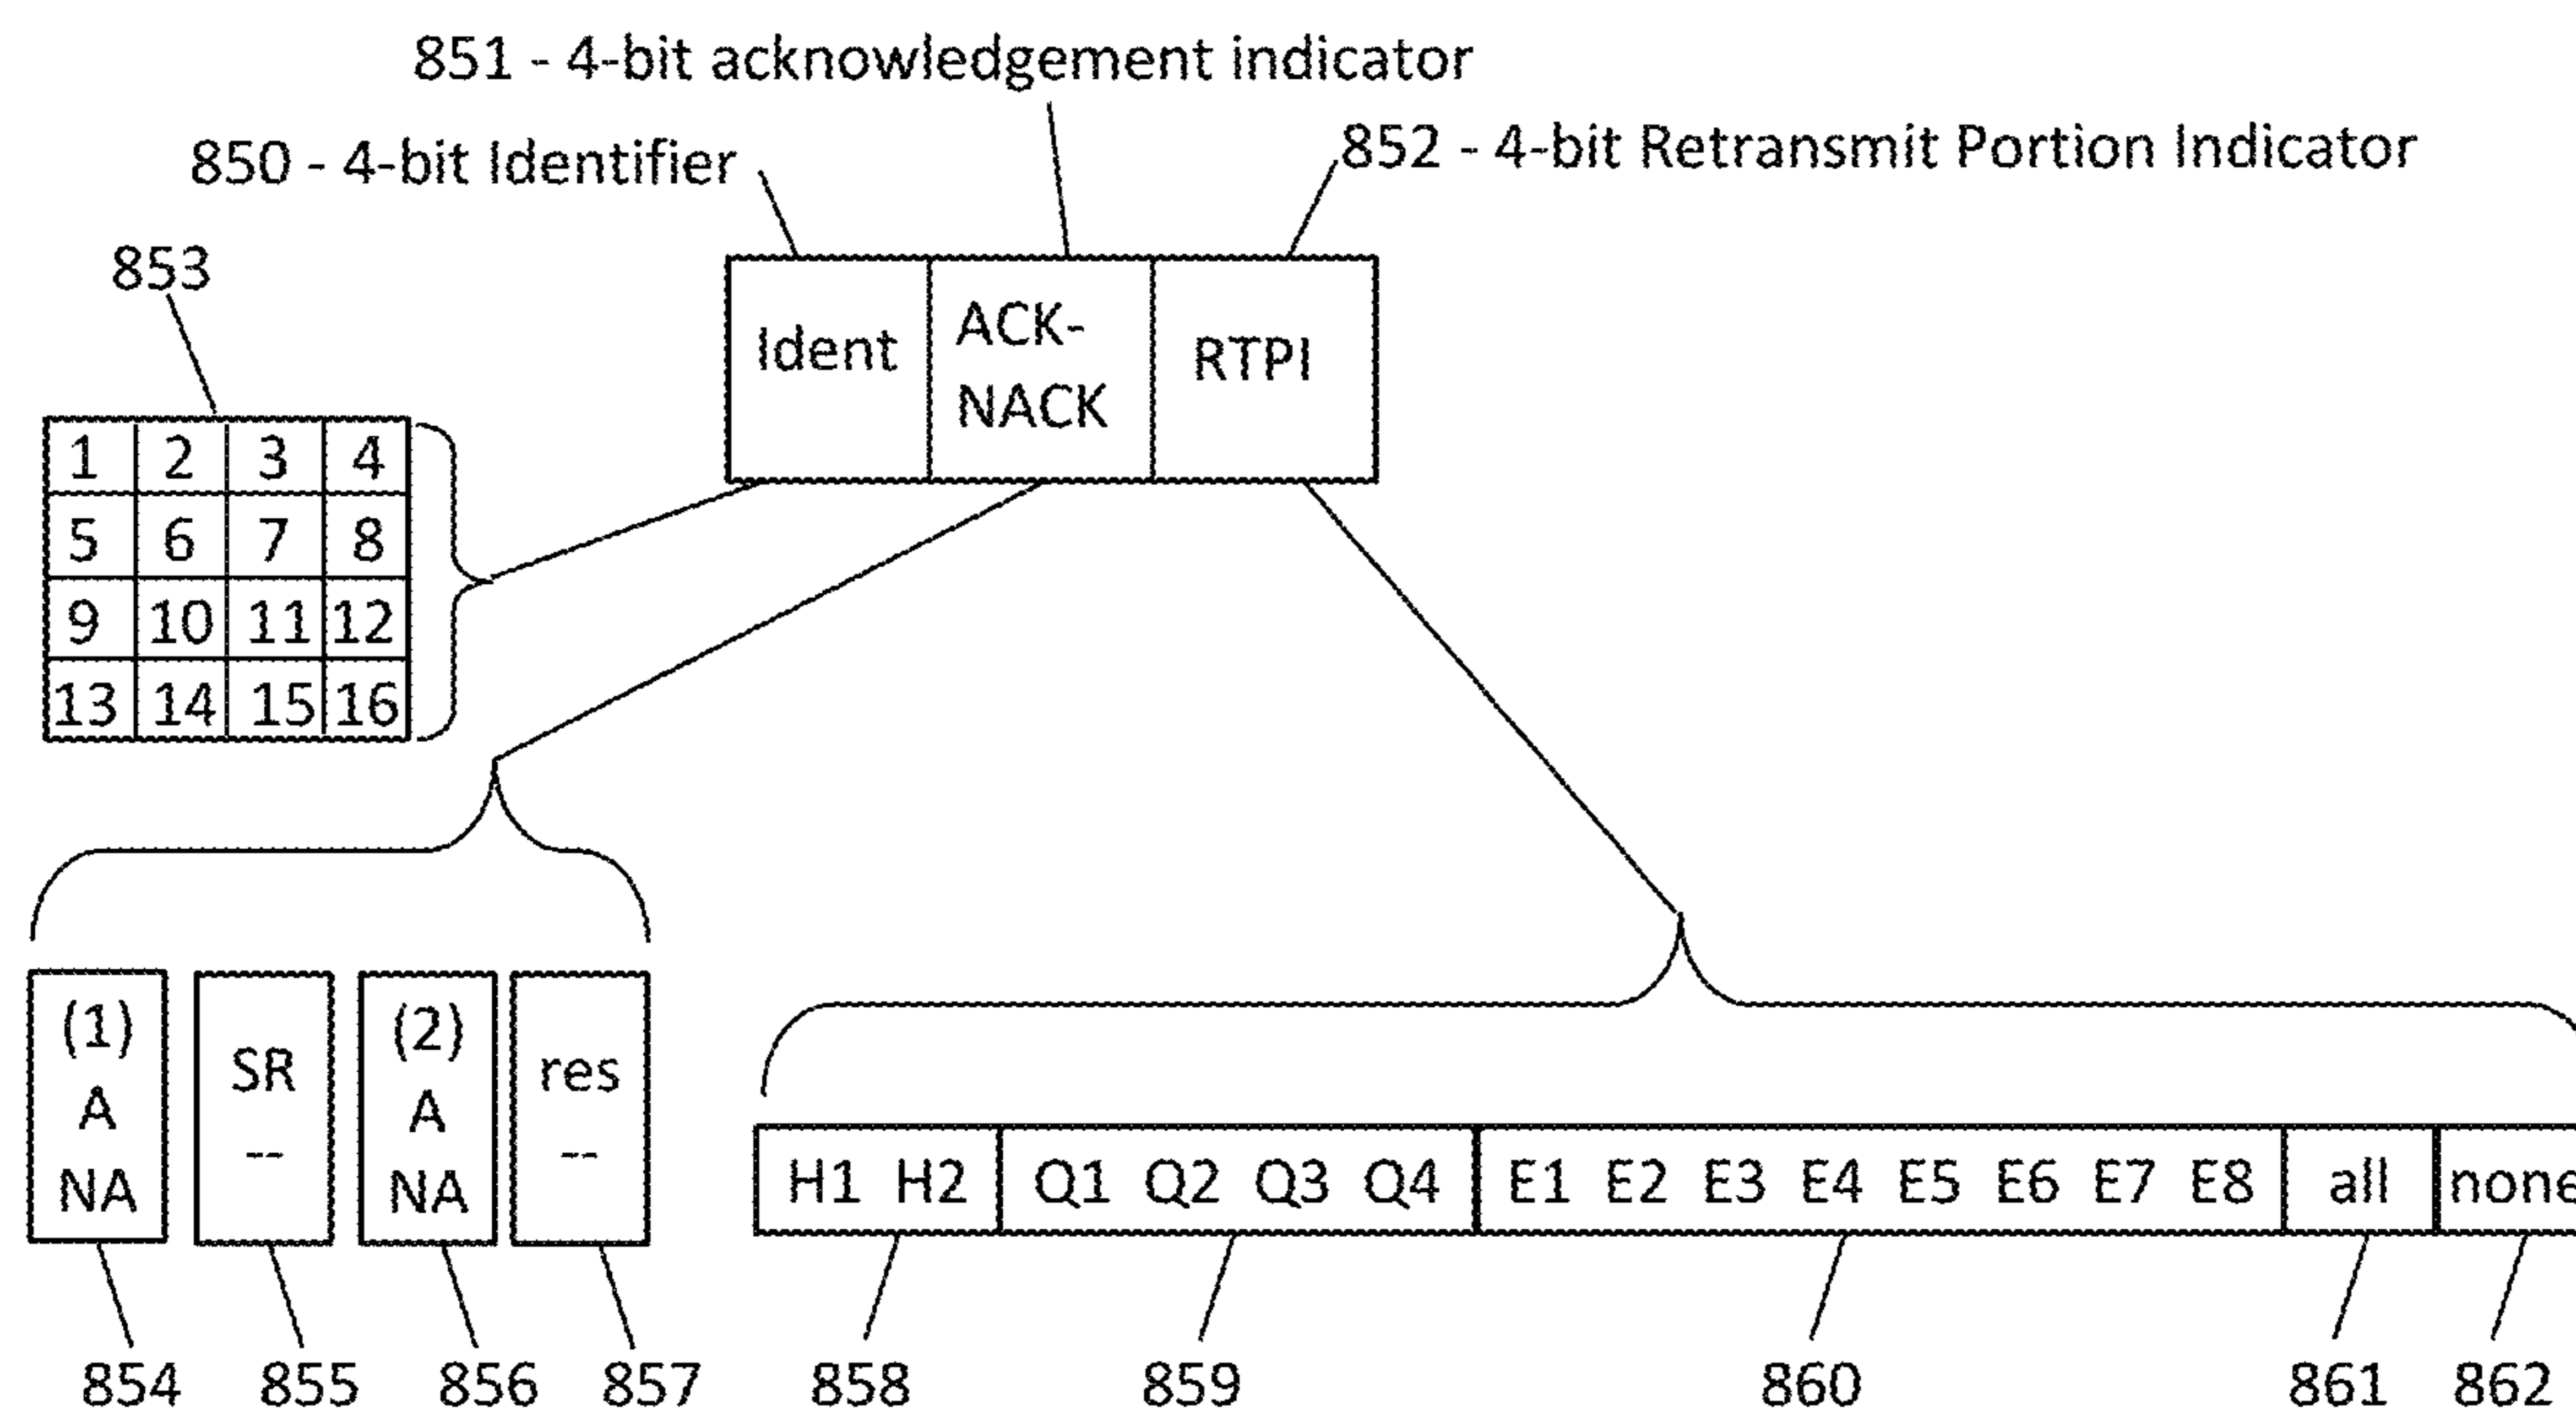 851 - 4-bit acknowledgement indicator
850 - 4-bit Identifier
852 - 4-bit Retransmit Portion Indicator
853
Ident
ACK-
NACK
RTPI
1 2 3 4
5 6 7 8
9 10 11 12
13 14 15 16
(1)
A
NA
SR
--
(2)
A
NA
res
--
H1 H2 Q1 Q2 Q3 Q4 E1 E2 E3 E4 E5 E6 E7 E8 all none
854 855 856 857 858 859 860 861 862